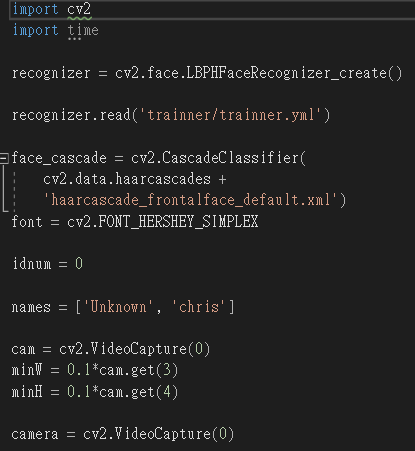 import cv2
import time
recognizer = cv2.face.LBPHFaceRecognizer_create()
recognizer.read('trainner/trainner.yml')
face_cascade = cv2.CascadeClassifier(
cv2.data.haarcascades +
'haarcascade_frontalface_default.xml')
font = cv2.FONT_HERSHEY_SIMPLEX
idnum = 0
names = ['Unknown', 'chris']
cam = cv2.VideoCapture(0)
minW = 0.1*cam.get(3)
minH = 0.1*cam.get(4)
camera = cv2.VideoCapture(0)